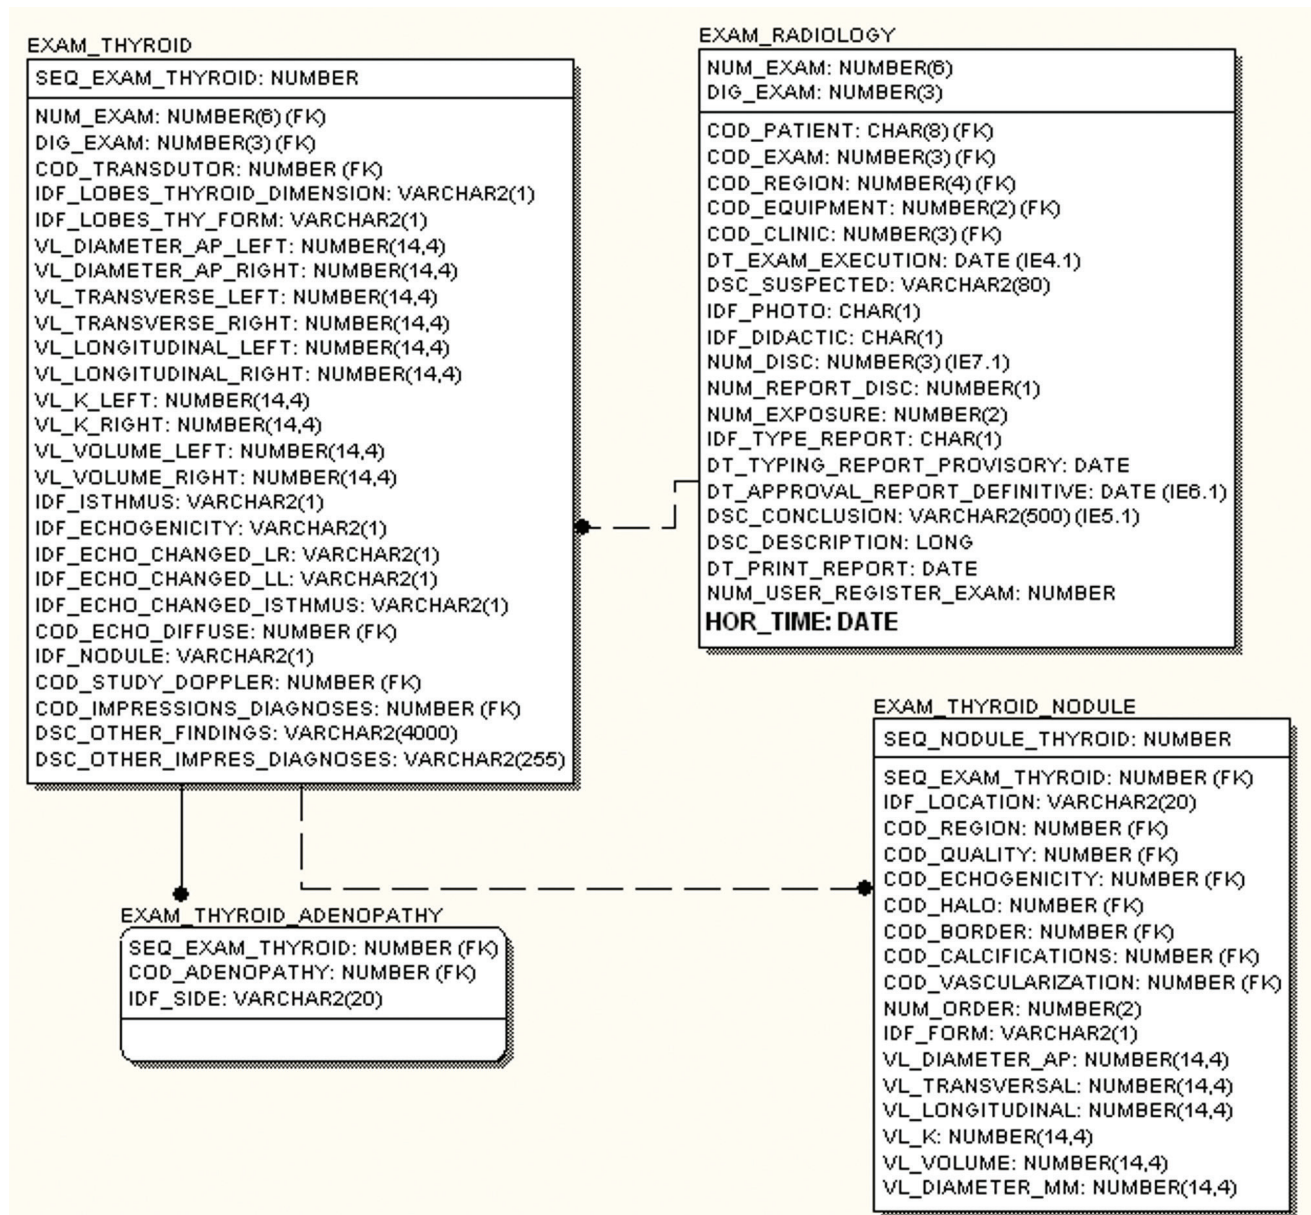 EXAM_THYROID
SEQ_EXAM_THYROID: NUMBER
NUM_EXAM: NUMBER(6) (FK)
DIG_EXAM: NUMBER(3) (FK)
COD_TRANSDUTOR: NUMBER (FK)
IDF_LOBES_THYROID_DIMENSION: VARCHAR2(1)
IDF_LOBES_THY_FORM: VARCHAR2(1)
VL_DIAMETER_AP_LEFT: NUMBER(14,4)
VL_DIAMETER_AP_RIGHT: NUMBER(14,4)
VL_TRANSVERSE_LEFT: NUMBER(14,4)
VL_TRANSVERSE_RIGHT: NUMBER(14,4)
VL_LONGITUDINAL_LEFT: NUMBER(14,4)
VL_LONGITUDINAL_RIGHT: NUMBER(14,4)
VL_K_LEFT: NUMBER(14,4)
VL_K_RIGHT: NUMBER(14,4)
VL_VOLUME_LEFT: NUMBER(14,4)
VL_VOLUME_RIGHT: NUMBER(14,4)
IDF_ISTHMUS: VARCHAR2(1)
IDF_ECHOGENICITY: VARCHAR2(1)
IDF_ECHO_CHANGED_LR: VARCHAR2(1)
IDF_ECHO_CHANGED_LL: VARCHAR2(1)
IDF_ECHO_CHANGED_ISTHMUS: VARCHAR2(1)
COD_ECHO_DIFFUSE: NUMBER (FK)
IDF_NODULE: VARCHAR2(1)
COD_STUDY_DOPPLER: NUMBER (FK)
COD_IMPRESSIONS_DIAGNOSES: NUMBER (FK)
DSC_OTHER_FINDINGS: VARCHAR2(4000)
DSC_OTHER_IMPRES_DIAGNOSES: VARCHAR2(255)
EXAM_RADIOLOGY
NUM_EXAM: NUMBER(6)
DIG_EXAM: NUMBER(3)
COD_PATIENT: CHAR(8) (FK)
COD_EXAM: NUMBER(3) (FK)
COD_REGION: NUMBER(4) (FK)
COD_EQUIPMENT: NUMBER(2) (FK)
COD_CLINIC: NUMBER(3) (FK)
DT_EXAM_EXECUTION: DATE (IE4.1)
DSC_SUSPECTED: VARCHAR2(80)
IDF_PHOTO: CHAR(1)
IDF_DIDACTIC: CHAR(1)
NUM_DISC: NUMBER(3) (IE7.1)
NUM_REPORT_DISC: NUMBER(1)
NUM_EXPOSURE: NUMBER(2)
IDF_TYPE_REPORT: CHAR(1)
DT_TYPING_REPORT_PROVISORY: DATE
DT_APPROVAL_REPORT_DEFINITIVE: DATE (IE6.1)
DSC_CONCLUSION: VARCHAR2(500) (IE5.1)
DSC_DESCRIPTION: LONG
DT_PRINT_REPORT: DATE
NUM_USER_REGISTER_EXAM: NUMBER
HOR_TIME: DATE
EXAM_THYROID_ADENOPATHY
SEQ_EXAM_THYROID: NUMBER (FK)
COD_ADENOPATHY: NUMBER (FK)
IDF_SIDE: VARCHAR2(20)
EXAM_THYROID_NODULE
SEQ_NODULE_THYROID: NUMBER
SEQ_EXAM_THYROID: NUMBER (FK)
IDF_LOCATION: VARCHAR2(20)
COD_REGION: NUMBER (FK)
COD_QUALITY: NUMBER (FK)
COD_ECHOGENICITY: NUMBER (FK)
COD_HALO: NUMBER (FK)
COD_BORDER: NUMBER (FK)
COD_CALCIFICATIONS: NUMBER (FK)
COD_VASCULARIZATION: NUMBER (FK)
NUM_ORDER: NUMBER(2)
IDF_FORM: VARCHAR2(1)
VL_DIAMETER_AP: NUMBER(14,4)
VL_TRANSVERSAL: NUMBER(14,4)
VL_LONGITUDINAL: NUMBER(14,4)
VL_K: NUMBER(14,4)
VL_VOLUME: NUMBER(14,4)
VL_DIAMETER_MM: NUMBER(14,4)